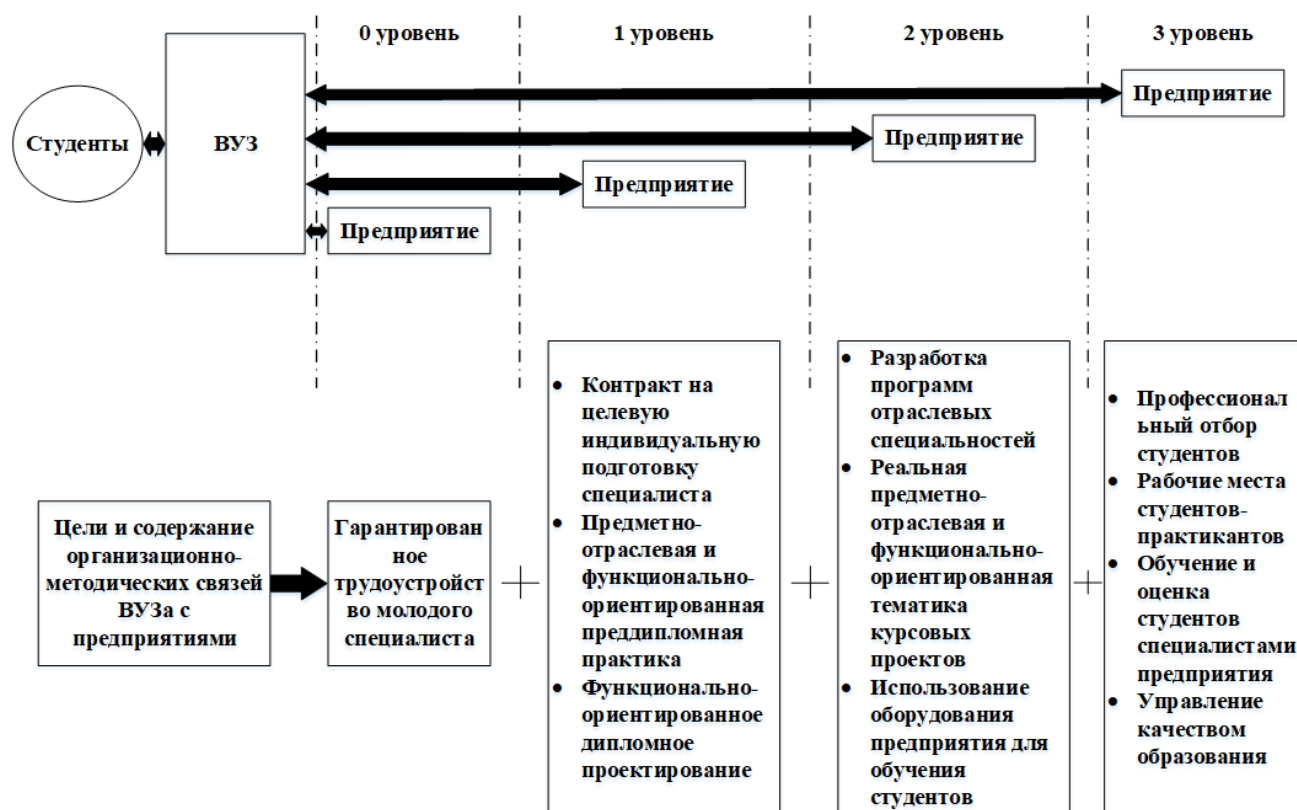 0 уровень
1 уровень
2 уровень
3 уровень
Студенты
ВУЗ
Предприятие
Предприятие
Предприятие
Предприятие
Цели и содержание
организационно-
методических связей
ВУЗа с
предприятиями
Гарантирован
ное
трудоустройст
во молодого
специалиста
• Контракт на
целевую
индивидуальную
подготовку
специалиста
• Предметно-
отраслевая и
функционально-
ориентированная
преддипломная
практика
• Функционально-
ориентированное
дипломное
проектирование
• Разработка
программ
отраслевых
специальностей
• Реальная
предметно-
отраслевая и
функционально-
ориентированная
тематика
курсовых
проектов
• Использование
оборудования
предприятия для
обучения
студентов
• Профессионал
ьный отбор
студентов
• Рабочие места
студентов-
практикантов
• Обучение и
оценка
студентов
специалистами
предприятия
• Управление
качеством
образования